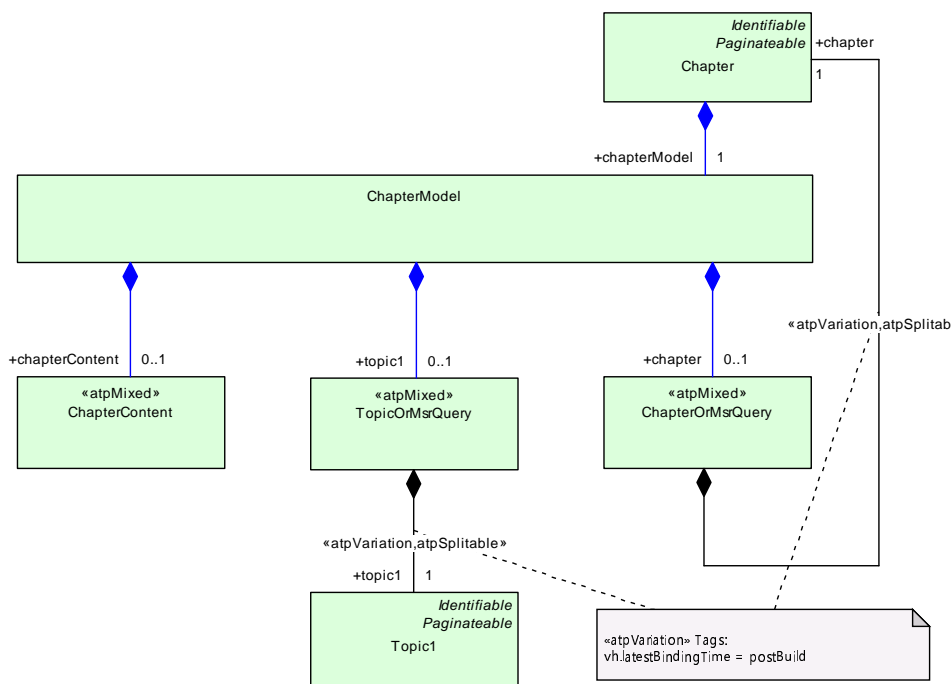 Identifiable
Paginateable
Chapter
+chapter
1
+chapterModel 1
ChapterModel
«atpVariation,atpSplitab
+chapterContent 0..1
+topic1 0..1
+chapter 0..1
«atpMixed»
ChapterContent
«atpMixed»
TopicOrMsrQuery
«atpMixed»
ChapterOrMsrQuery
«atpVariation,atpSplitable»
+topic1 1
Identifiable
Paginateable
Topic1
«atpVariation» Tags:
vh.latestBindingTime = postBuild